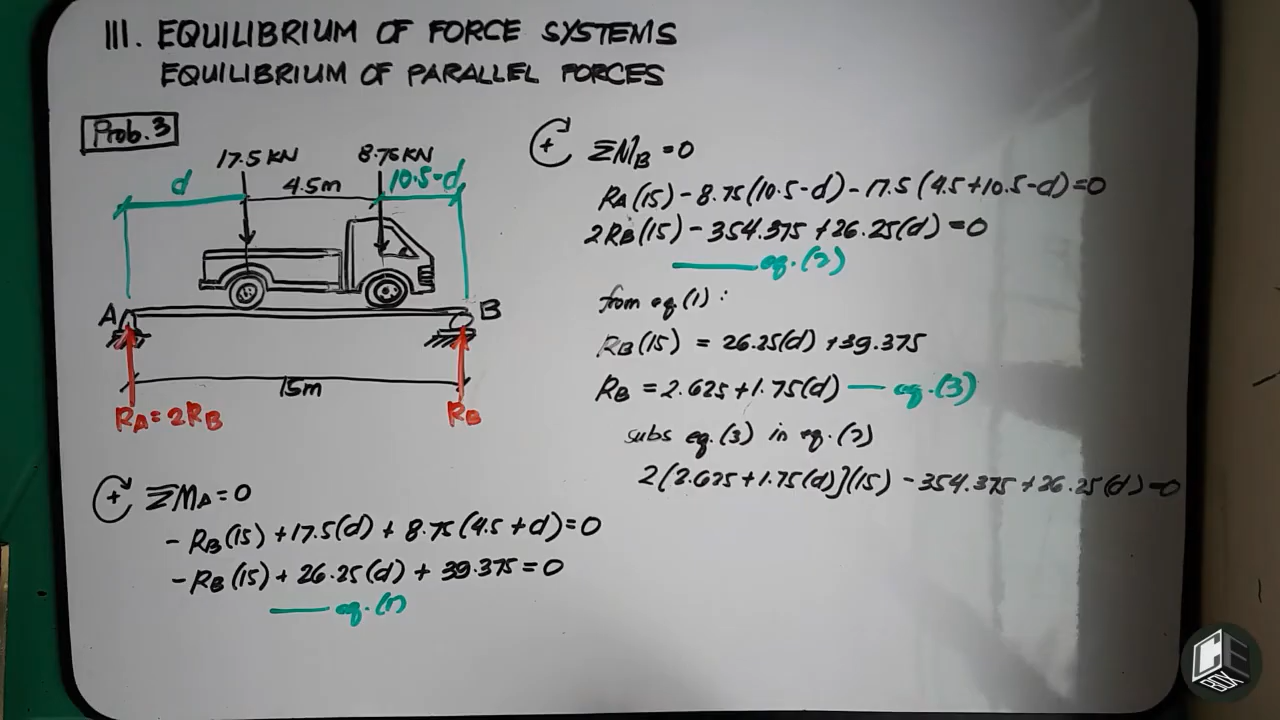 III. EQUILIBRIUM OF FORCE SYSTEMS
EQUILIBRIUM OF PARALLEL FORCES
Prob. 3
17.5 KN 8.75 KN
d 4.5m 10.5-d
A B
15m
RA = 2RB RB
+ ΣMA = 0
- RB(15) + 17.5(d) + 8.75(4.5 + d) = 0
- RB(15) + 26.25(d) + 39.375 = 0
eq. (1)
+ ΣMB = 0
RA(15) - 8.75(10.5-d) - 17.5(4.5+10.5-d) = 0
2RB(15) - 354.375 + 26.25(d) = 0
eq. (2)
from eq (1) :
RB(15) = 26.25(d) + 39.375
RB = 2.625 + 1.75(d) — eq. (3)
subs eq. (3) in eq. (2)
2[2.625 + 1.75(d)](15) - 354.375 + 26.25(d) = 0
CE BOX